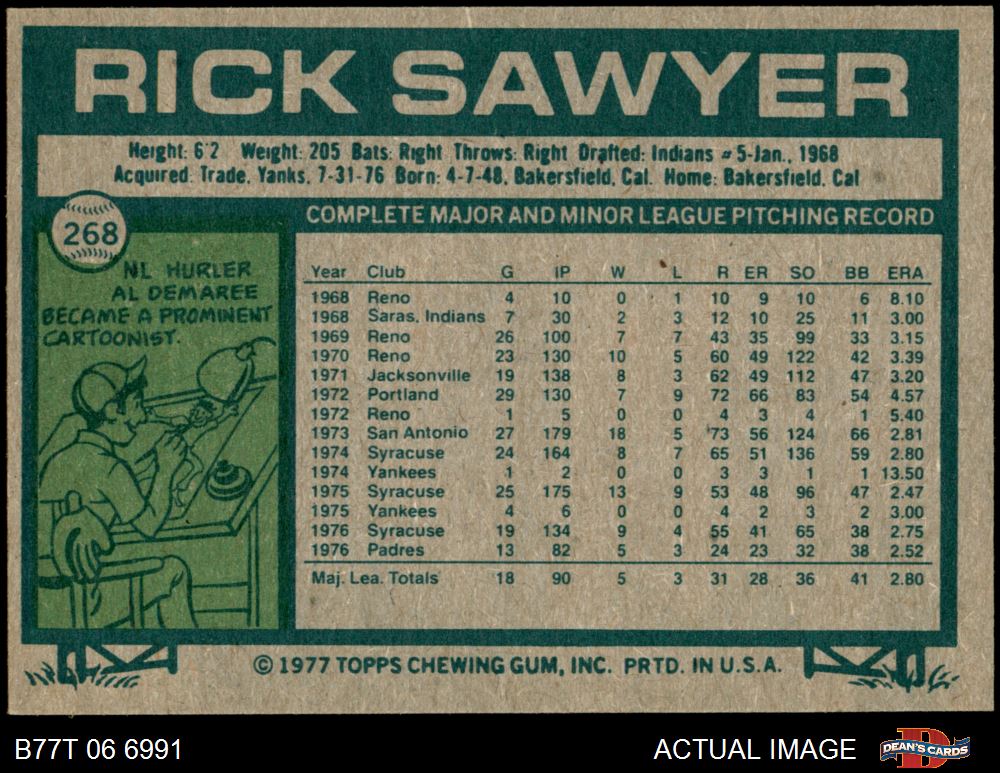 RICK SAWYER
Height: 6'2 Weight: 205 Bats: Right Throws: Right Drafted: Indians #5-Jan., 1968
Acquired: Trade, Yanks, 7-31-76 Born: 4-7-48, Bakersfield, Cal. Home: Bakersfield, Cal
268
NL HURLER
AL DEMAREE
BECAME A PROMINENT
CARTOONIST.
COMPLETE MAJOR AND MINOR LEAGUE PITCHING RECORD
Year Club G IP W L R ER SO BB ERA
1968 Reno 4 10 0 1 10 9 10 6 8.10
1968 Saras. Indians 7 30 2 3 12 10 25 11 3.00
1969 Reno 26 100 7 7 43 35 99 33 3.15
1970 Reno 23 130 10 5 60 49 122 42 3.39
1971 Jacksonville 19 138 8 3 62 49 112 47 3.20
1972 Portland 29 130 7 9 72 66 83 54 4.57
1972 Reno 1 5 0 0 4 3 4 1 5.40
1973 San Antonio 27 179 18 5 73 56 124 66 2.81
1974 Syracuse 24 164 8 7 65 51 136 59 2.80
1974 Yankees 1 2 0 0 3 3 1 1 13.50
1975 Syracuse 25 175 13 9 53 48 96 47 2.47
1975 Yankees 4 6 0 0 4 2 3 2 3.00
1976 Syracuse 19 134 9 4 55 41 65 38 2.75
1976 Padres 13 82 5 3 24 23 32 38 2.52
Maj. Lea. Totals 18 90 5 3 31 28 36 41 2.80
© 1977 TOPPS CHEWING GUM, INC. PRTD. IN U.S.A.
B77T 06 6991
ACTUAL IMAGE
DEAN'S CARDS